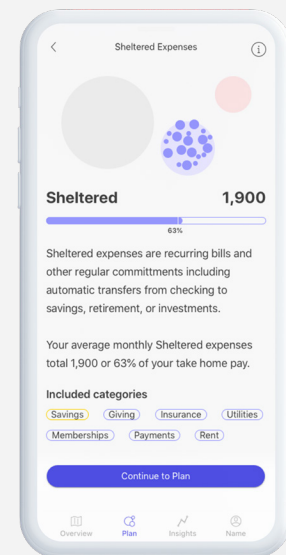 Sheltered Expenses
Sheltered 1,900
63%
Sheltered expenses are recurring bills and
other regular committments including
automatic transfers from checking to
savings, retirement, or investments.
Your average monthly Sheltered expenses
total 1,900 or 63% of your take home pay.
Included categories
Savings Giving Insurance Utilities
Memberships Payments Rent
Continue to Plan
Overview Plan Insights Name